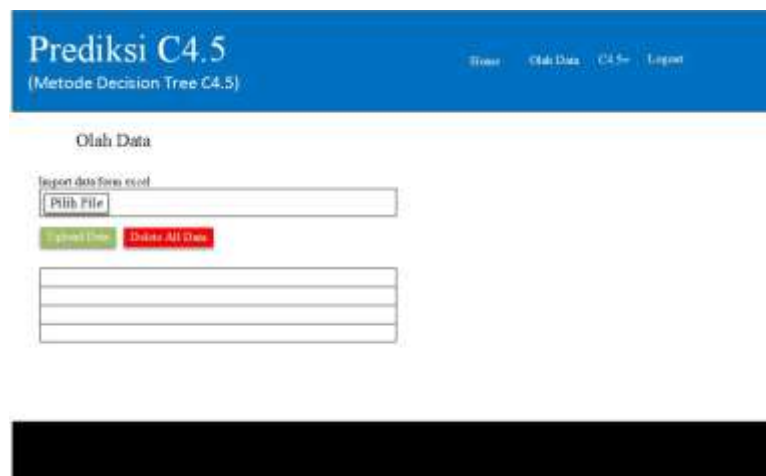 Prediksi C4.5
(Metode Decision Tree C4.5)
Home Olah Data C4.5 Logout
Olah Data
Import data form excel
Pilih File
Upload Data Delete All Data